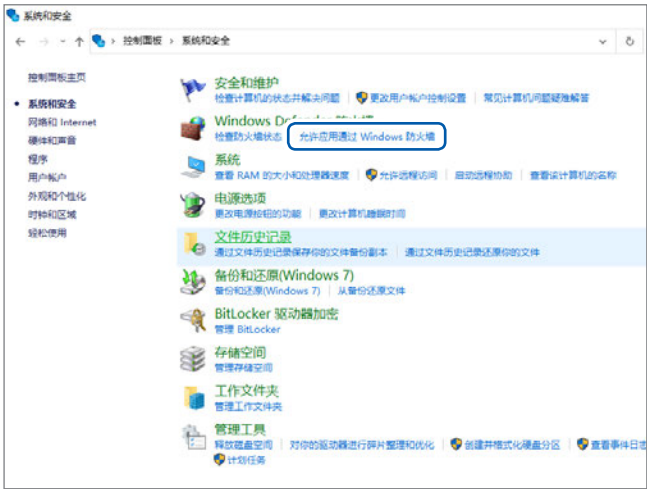 系统和安全
控制面板 › 系统和安全
控制面板主页
系统和安全
网络和 Internet
硬件和声音
程序
用户帐户
外观和个性化
时钟和区域
轻松使用
安全和维护
检查计算机的状态并解决问题 更改用户帐户控制设置 常见计算机问题疑难解答
Windows
检查防火墙状态 允许应用通过 Windows 防火墙
系统
查看 RAM 的大小和处理器速度 允许远程访问 启动远程协助 查看该计算机的名称
电源选项
更改电源按钮的功能 更改计算机睡眠时间
文件历史记录
通过文件历史记录保存你的文件备份副本 通过文件历史记录还原你的文件
备份和还原(Windows 7)
备份和还原(Windows 7) 从备份还原文件
BitLocker 驱动器加密
管理 BitLocker
存储空间
管理存储空间
工作文件夹
管理工作文件夹
管理工具
释放磁盘空间 对你的驱动器进行碎片整理和优化 创建并格式化硬盘分区 查看事件日志
计划任务